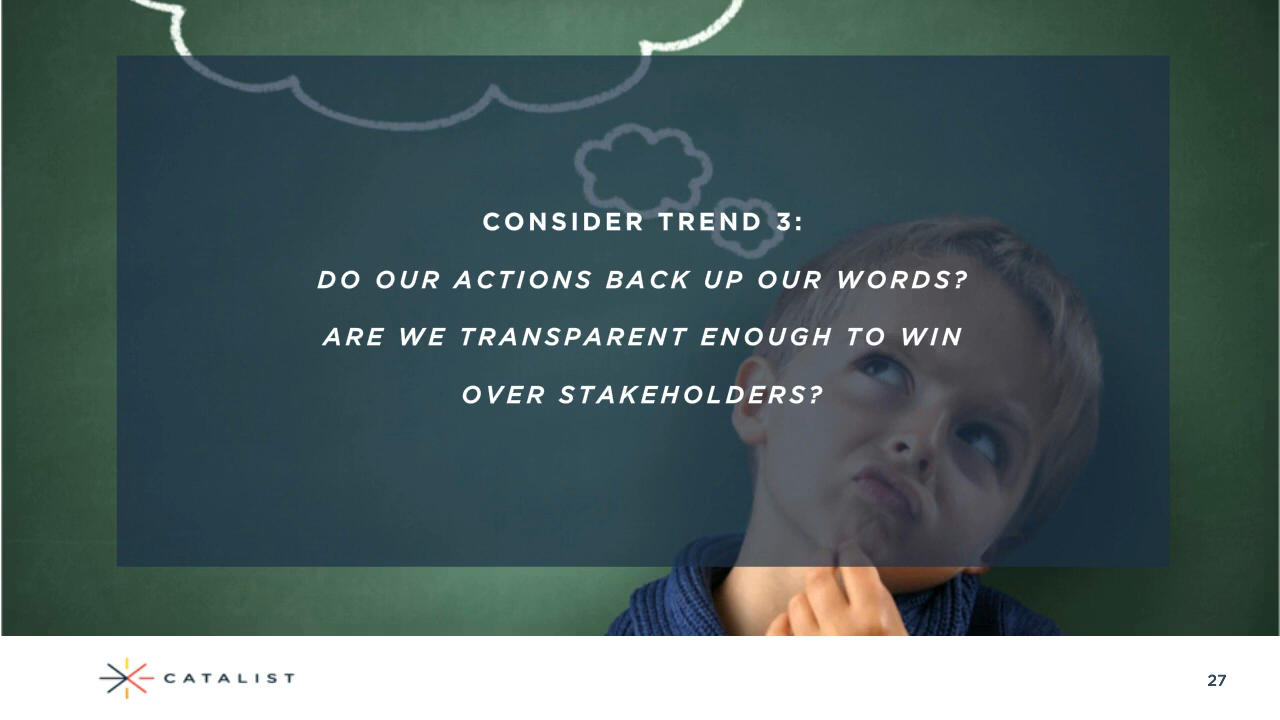 CONSIDER TREND 3:
DO OUR ACTIONS BACK UP OUR WORDS?
ARE WE TRANSPARENT ENOUGH TO WIN
OVER STAKEHOLDERS?
CATALIST
27